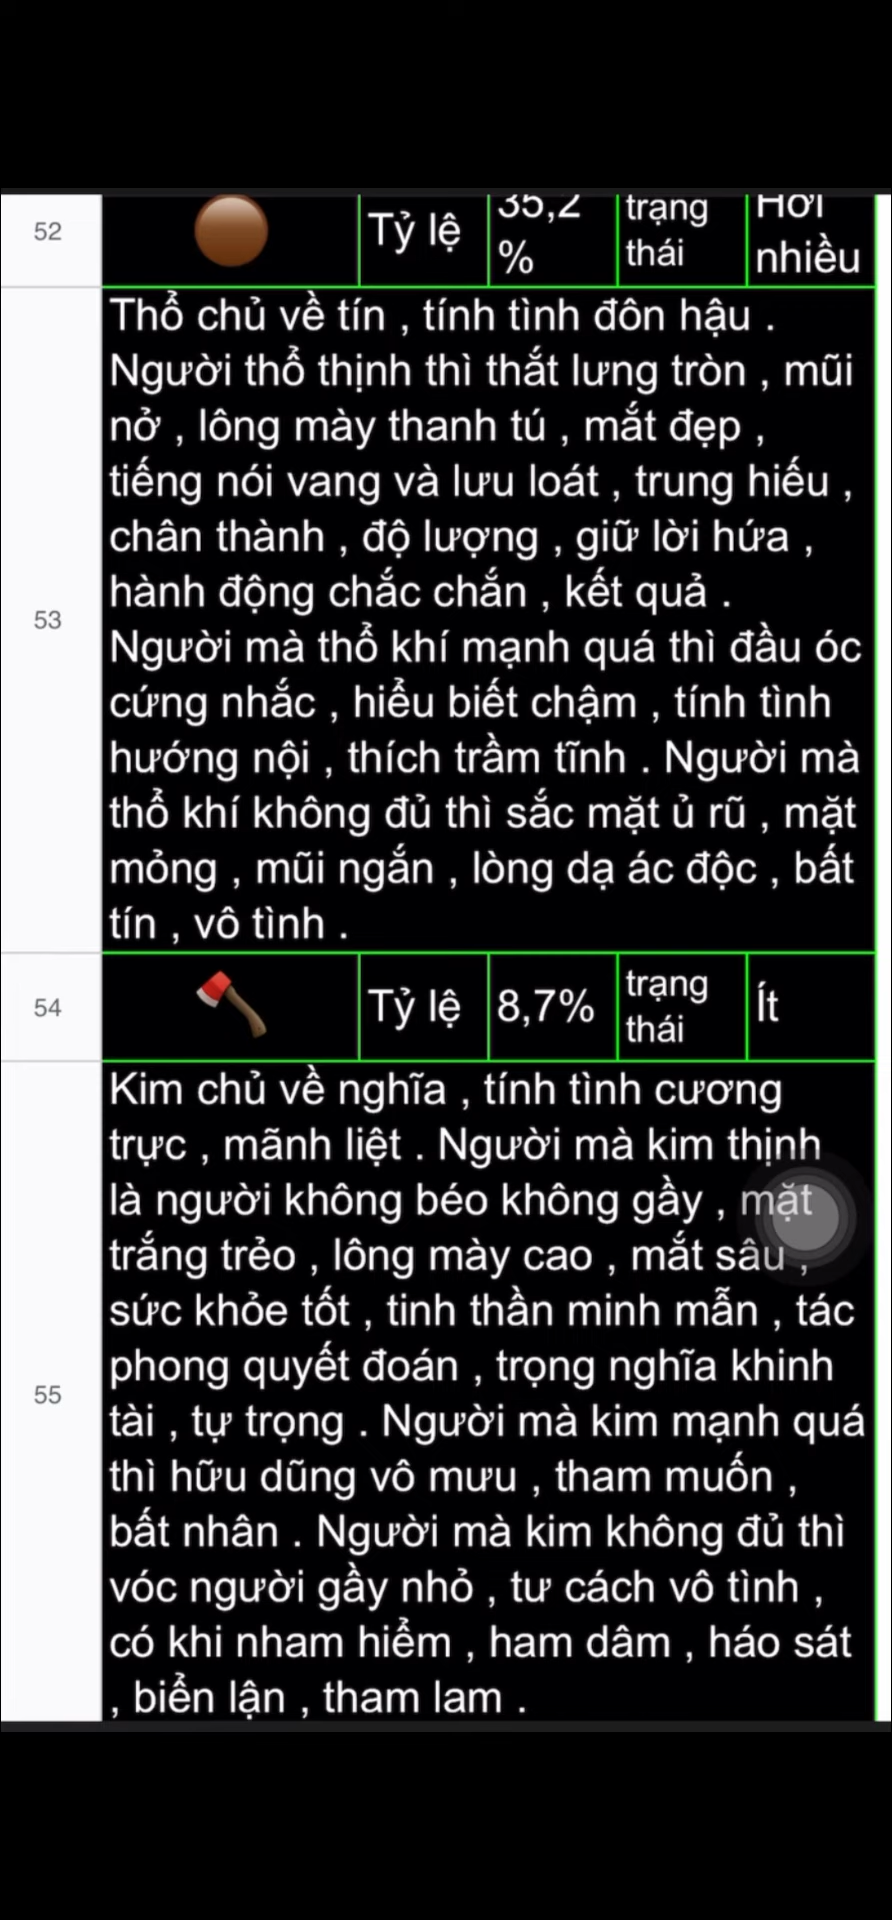 52 Tỷ lệ 35,2 % trạng thái Hơi nhiều
53
Thổ chủ về tín , tính tình đôn hậu .
Người thổ thịnh thì thắt lưng tròn , mũi
nở , lông mày thanh tú , mắt đẹp ,
tiếng nói vang và lưu loát , trung hiếu ,
chân thành , độ lượng , giữ lời hứa ,
hành động chắc chắn , kết quả .
Người mà thổ khí mạnh quá thì đầu óc
cứng nhắc , hiểu biết chậm , tính tình
hướng nội , thích trầm tĩnh . Người mà
thổ khí không đủ thì sắc mặt ủ rũ , mặt
mỏng , mũi ngắn , lòng dạ ác độc , bất
tín , vô tình .
54 Tỷ lệ 8,7% trạng thái Ít
55
Kim chủ về nghĩa , tính tình cương
trực , mãnh liệt . Người mà kim thịnh
là người không béo không gầy , mặt
trắng trẻo , lông mày cao , mắt sâu ,
sức khỏe tốt , tinh thần minh mẫn , tác
phong quyết đoán , trọng nghĩa khinh
tài , tự trọng . Người mà kim mạnh quá
thì hữu dũng vô mưu , tham muốn ,
bất nhân . Người mà kim không đủ thì
vóc người gầy nhỏ , tư cách vô tình ,
có khi nham hiểm , ham dâm , háo sát
, biển lận , tham lam .